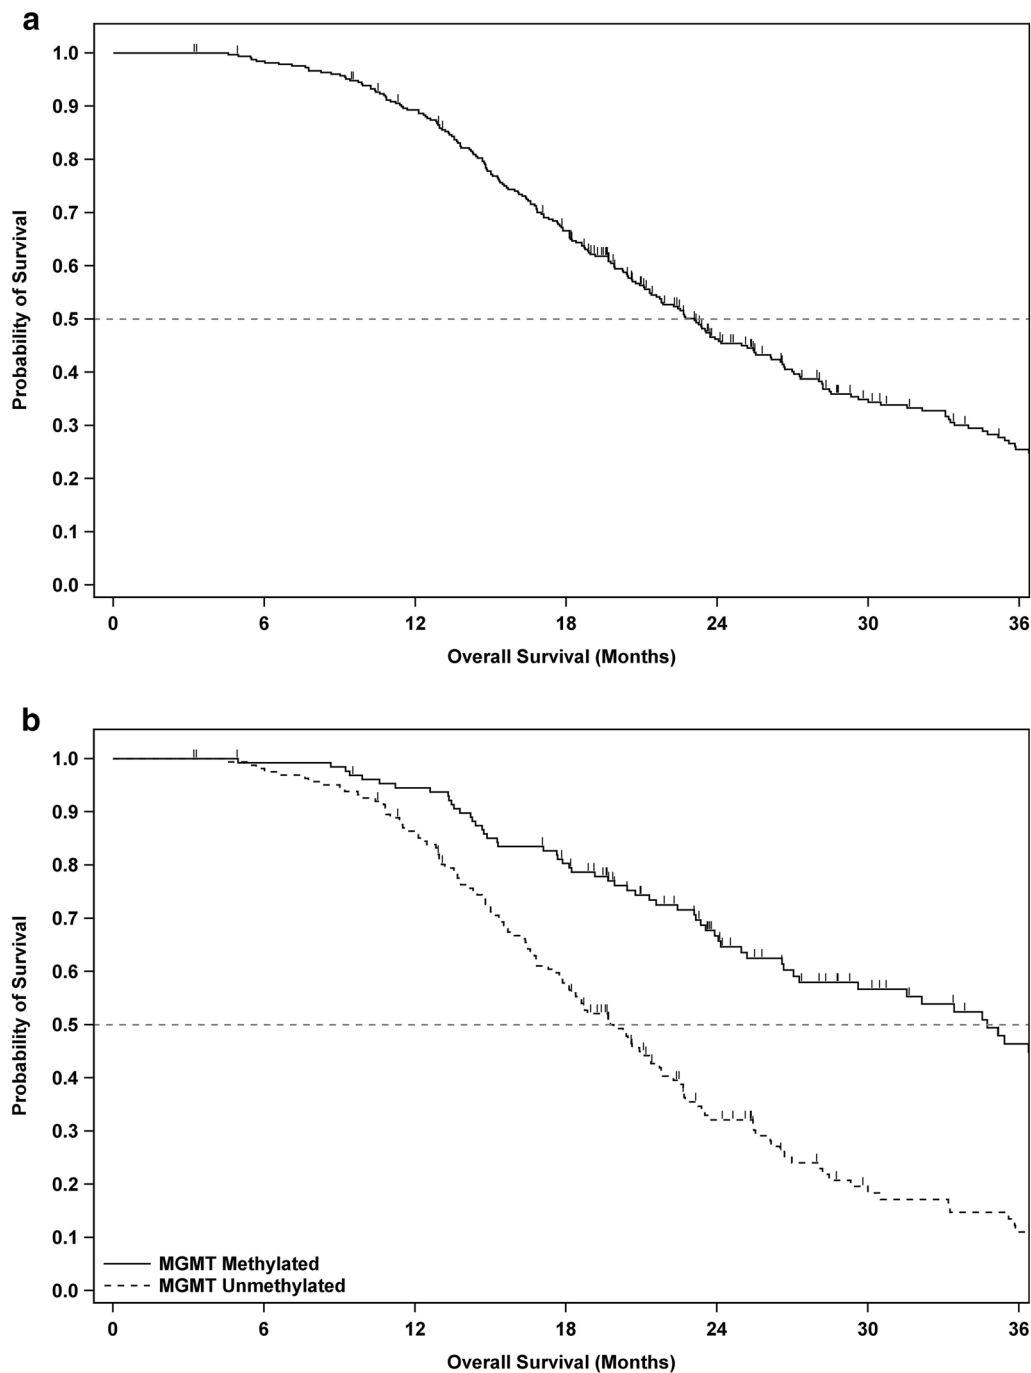 a
Probability of Survival
1.0
0.9
0.8
0.7
0.6
0.5
0.4
0.3
0.2
0.1
0.0
0 6 12 18 24 30 36
Overall Survival (Months)
b
Probability of Survival
1.0
0.9
0.8
0.7
0.6
0.5
0.4
0.3
0.2
0.1
0.0
MGMT Methylated
MGMT Unmethylated
0 6 12 18 24 30 36
Overall Survival (Months)